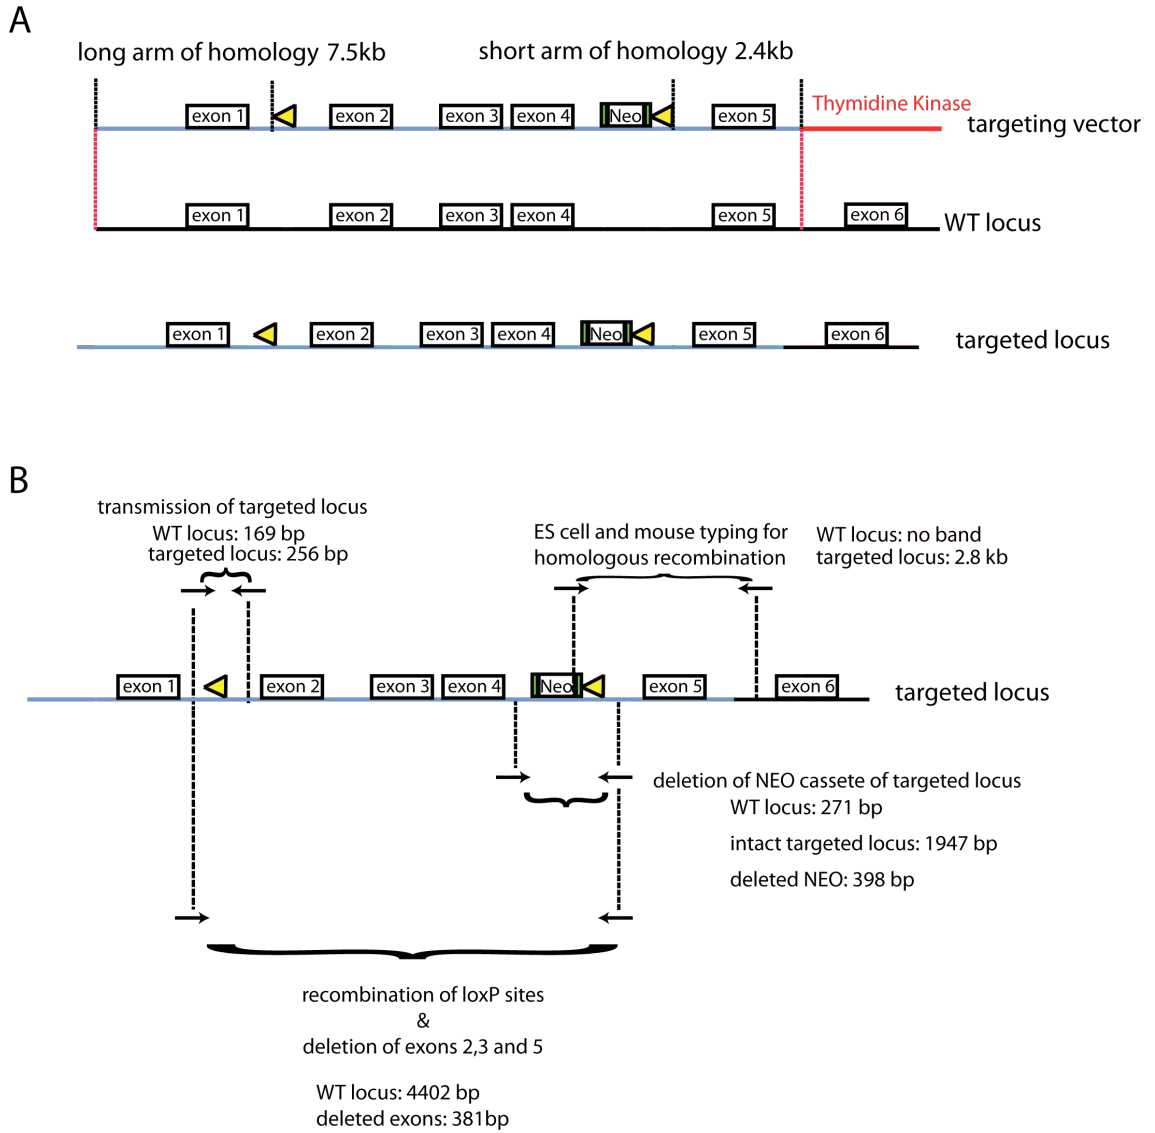 A
long arm of homology 7.5kb
short arm of homology 2.4kb
exon 1
exon 2
exon 3
exon 4
Neo
exon 5
Thymidine Kinase
targeting vector
exon 1
exon 2
exon 3
exon 4
exon 5
exon 6
WT locus
exon 1
exon 2
exon 3
exon 4
Neo
exon 5
exon 6
targeted locus
B
transmission of targeted locus
WT locus: 169 bp
targeted locus: 256 bp
ES cell and mouse typing for
homologous recombination
WT locus: no band
targeted locus: 2.8 kb
exon 1
exon 2
exon 3
exon 4
Neo
exon 5
exon 6
targeted locus
deletion of NEO cassete of targeted locus
WT locus: 271 bp
intact targeted locus: 1947 bp
deleted NEO: 398 bp
recombination of loxP sites
&
deletion of exons 2,3 and 5
WT locus: 4402 bp
deleted exons: 381bp